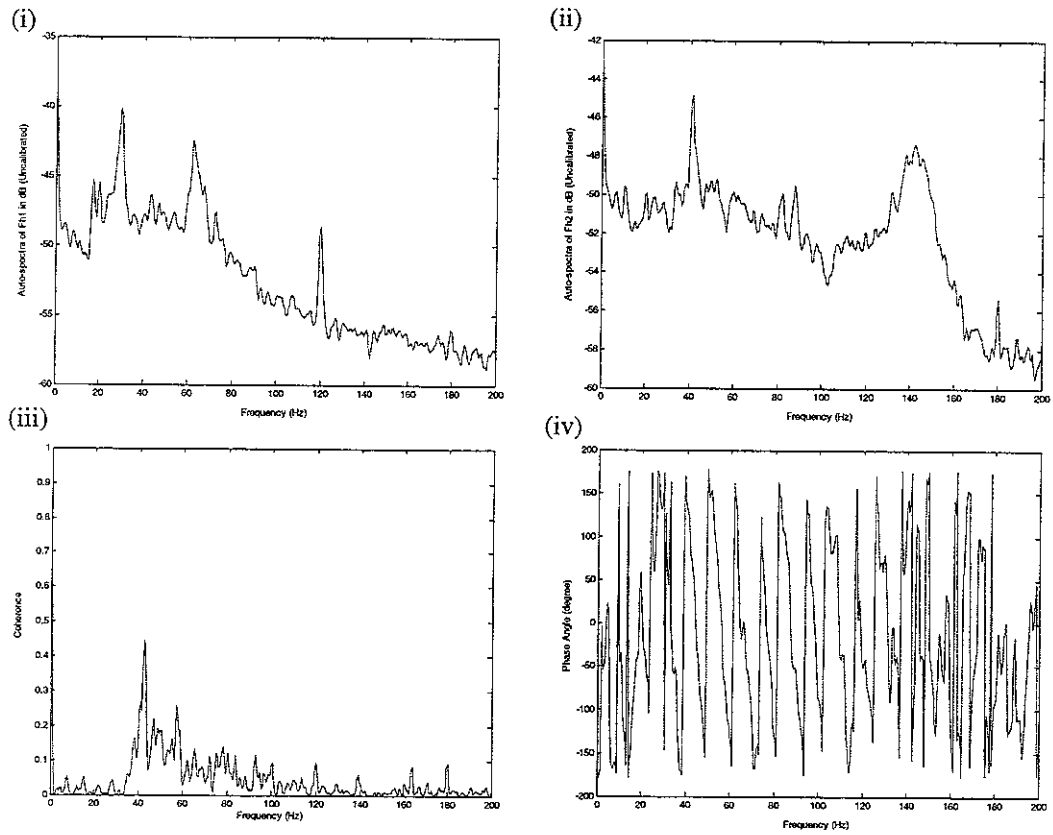 (i)
-35
-40
-45
-50
-55
-60
Auto-spectra of Fh1 in dB (Uncalibrated)
0 20 40 60 80 100 120 140 160 180 200
Frequency (Hz)
(ii)
-42
-44
-46
-48
-50
-52
-54
-56
-58
-60
Auto-spectra of Fh2 in dB (Uncalibrated)
0 20 40 60 80 100 120 140 160 180 200
Frequency (Hz)
(iii)
1
0.9
0.8
0.7
0.6
0.5
0.4
0.3
0.2
0.1
0
Coherence
0 20 40 60 80 100 120 140 160 180 200
Frequency (Hz)
(iv)
200
150
100
50
0
-50
-100
-150
-200
Phase Angle (degree)
0 20 40 60 80 100 120 140 160 180 200
Frequency (Hz)